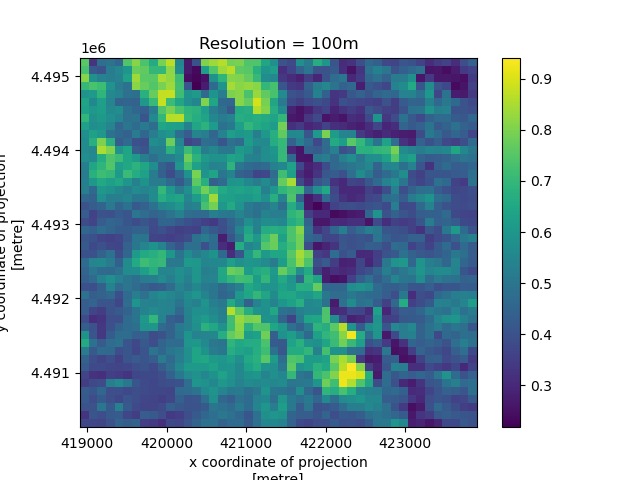 Resolution = 100m
1e6
4.495
4.494
4.493
4.492
4.491
y coordinate of projection
[metre]
419000 420000 421000 422000 423000
x coordinate of projection
[metre]
0.9
0.8
0.7
0.6
0.5
0.4
0.3